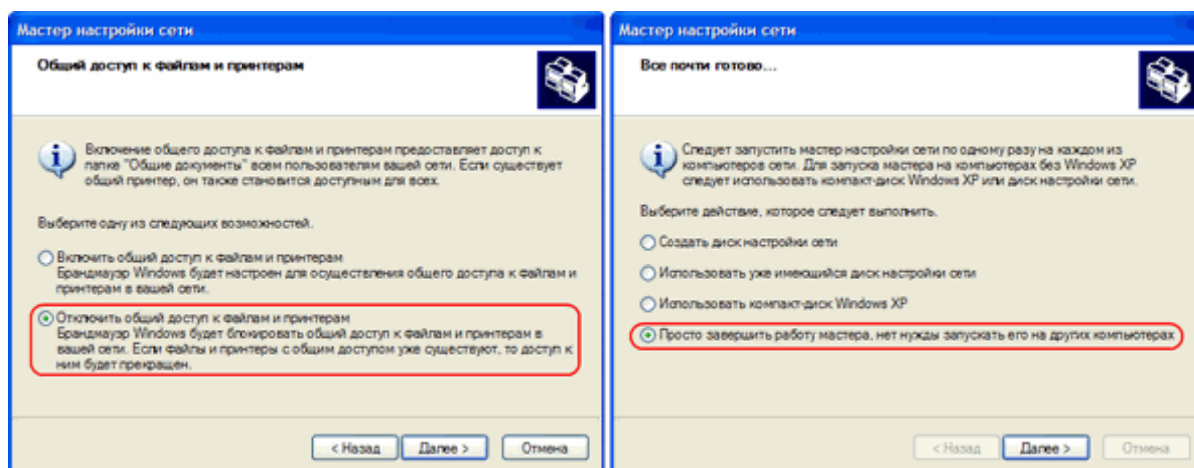 Мастер настройки сети
Общий доступ к файлам и принтерам
Включение общего доступа к файлам и принтерам предоставляет доступ к
папке "Общие документы" всем пользователям вашей сети. Если существует
общий принтер, он также становится доступным для всех.
Выберите одну из следующих возможностей.
Включить общий доступ к файлам и принтерам
Брандмауэр Windows будет настроен для осуществления общего доступа к файлам и
принтерам в вашей сети.
Отключить общий доступ к файлам и принтерам
Брандмауэр Windows будет блокировать общий доступ к файлам и принтерам в
вашей сети. Если файлы и принтеры с общим доступом уже существуют, то доступ к
ним будет прекращен.
< Назад
Далее >
Отмена
Мастер настройки сети
Все почти готово...
Следует запустить мастер настройки сети по одному разу на каждом из
компьютеров сети. Для запуска мастера на компьютерах без Windows XP
следует использовать компакт-диск Windows XP или диск настройки сети.
Выберите действие, которое следует выполнить.
Создать диск настройки сети
Использовать уже имеющийся диск настройки сети
Использовать компакт-диск Windows XP
Просто завершить работу мастера, нет нужды запускать его на других компьютерах
< Назад
Далее >
Отмена